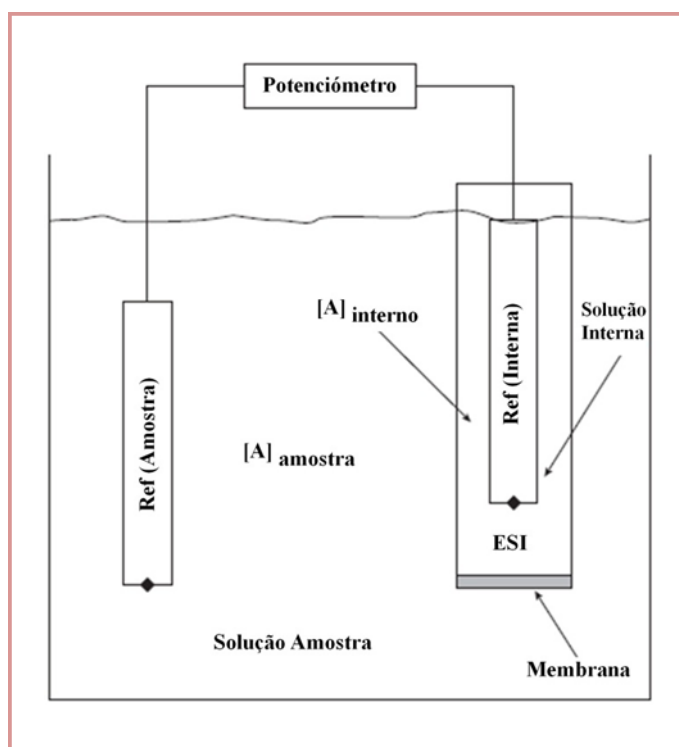 Potenciómetro
[A] interno
Solução
Interna
Ref (Interna)
Ref (Amostra)
[A] amostra
ESI
Solução Amostra
Membrana